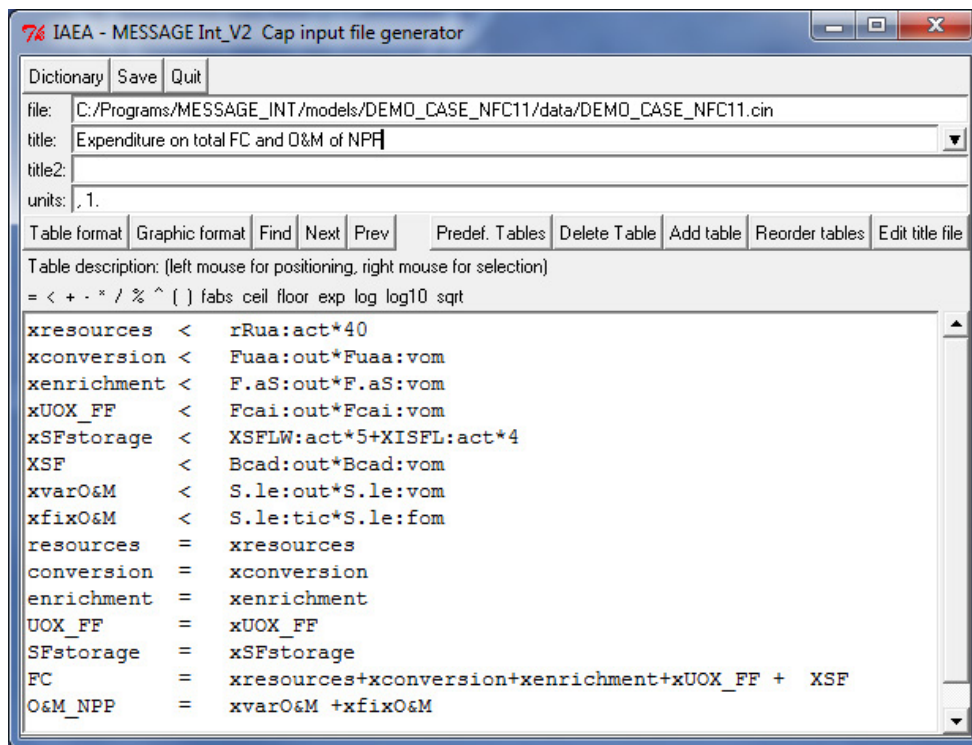 IAEA - MESSAGE Int_V2 Cap input file generator
Dictionary Save Quit
file: C:/Programs/MESSAGE_INT/models/DEMO_CASE_NFC11/data/DEMO_CASE_NFC11.cin
title: Expenditure on total FC and O&M of NPP
title2:
units: , 1.
Table format Graphic format Find Next Prev Predef. Tables Delete Table Add table Reorder tables Edit title file
Table description: (left mouse for positioning, right mouse for selection)
= < + - * / % ^ ( ) fabs ceil floor exp log log10 sqrt
xresources < rRua:act*40
xconversion < Fuaa:out*Fuaa:vom
xenrichment < F.aS:out*F.aS:vom
xUOX_FF < Fcai:out*Fcai:vom
xSFstorage < XSFLW:act*5+XISFL:act*4
XSF < Bcad:out*Bcad:vom
xvarO&M < S.le:out*S.le:vom
xfixO&M < S.le:tic*S.le:fom
resources = xresources
conversion = xconversion
enrichment = xenrichment
UOX_FF = xUOX_FF
SFstorage = xSFstorage
FC = xresources+xconversion+xenrichment+xUOX_FF + XSF
O&M_NPP = xvarO&M +xfixO&M